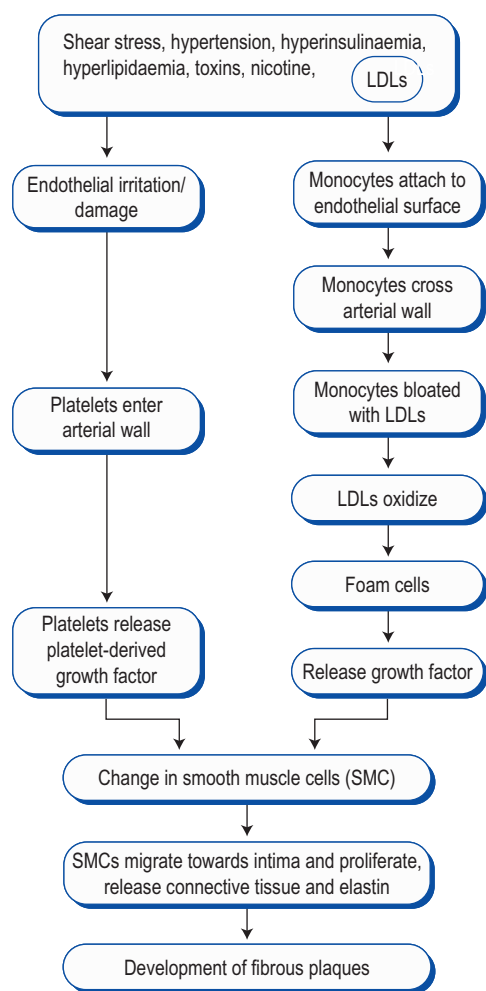 Shear stress, hypertension, hyperinsulinaemia,
hyperlipidaemia, toxins, nicotine,
LDLs
Endothelial irritation/
damage
Platelets enter
arterial wall
Platelets release
platelet-derived
growth factor
Monocytes attach to
endothelial surface
Monocytes cross
arterial wall
Monocytes bloated
with LDLs
LDLs oxidize
Foam cells
Release growth factor
Change in smooth muscle cells (SMC)
SMCs migrate towards intima and proliferate,
release connective tissue and elastin
Development of fibrous plaques